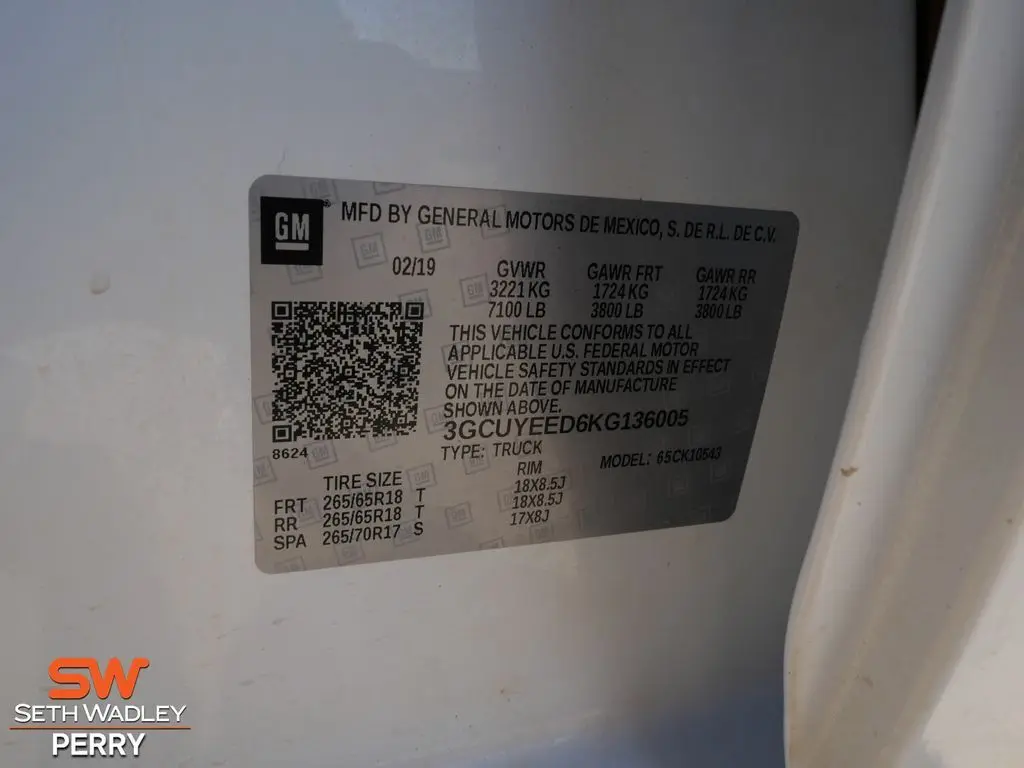 GM
MFD BY GENERAL MOTORS DE MEXICO, S. DE R.L. DE C.V.
02/19 GVWR GAWR FRT GAWR RR
3221 KG 1724 KG 1724 KG
7100 LB 3800 LB 3800 LB
THIS VEHICLE CONFORMS TO ALL
APPLICABLE U.S. FEDERAL MOTOR
VEHICLE SAFETY STANDARDS IN EFFECT
ON THE DATE OF MANUFACTURE
SHOWN ABOVE.
3GCUYEED6KG136005
8624 TYPE: TRUCK MODEL: 65CK10543
TIRE SIZE RIM
FRT 265/65R18 T 18X8.5J
RR 265/65R18 T 18X8.5J
SPA 265/70R17 S 17X8J
SW
SETH WADLEY
PERRY